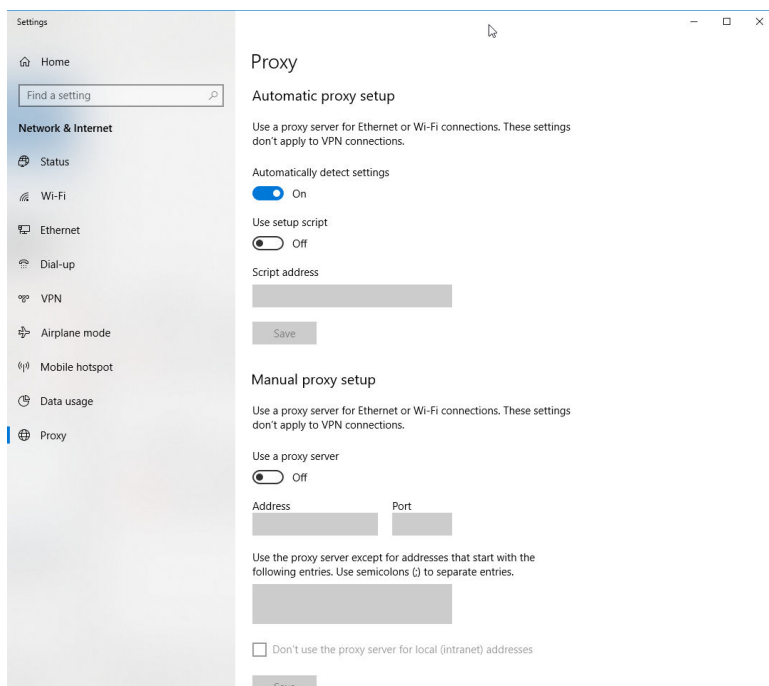 Settings
Home
Find a setting
Network & Internet
Status
Wi-Fi
Ethernet
Dial-up
VPN
Airplane mode
Mobile hotspot
Data usage
Proxy
Proxy
Automatic proxy setup
Use a proxy server for Ethernet or Wi-Fi connections. These settings
don't apply to VPN connections.
Automatically detect settings
On
Use setup script
Off
Script address
Save
Manual proxy setup
Use a proxy server for Ethernet or Wi-Fi connections. These settings
don't apply to VPN connections.
Use a proxy server
Off
Address Port
Use the proxy server except for addresses that start with the
following entries. Use semicolons (;) to separate entries.
Don't use the proxy server for local (intranet) addresses
Save